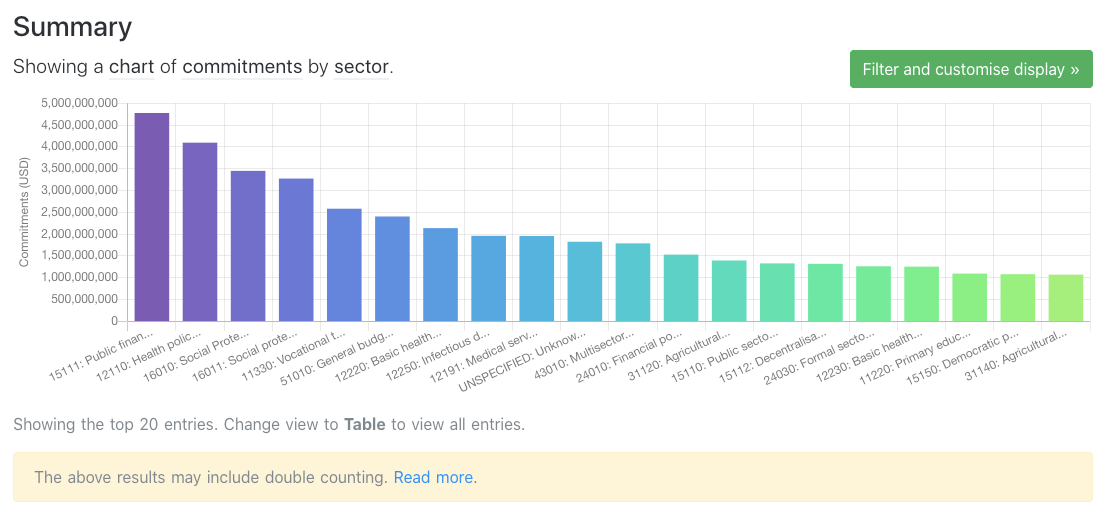 Summary
Showing a chart of commitments by sector.
Filter and customise display »
Commitments (USD)
5,000,000,000
4,500,000,000
4,000,000,000
3,500,000,000
3,000,000,000
2,500,000,000
2,000,000,000
1,500,000,000
1,000,000,000
500,000,000
0
15111: Public finan...
12110: Health polic...
16010: Social Prote...
16011: Social prote...
11330: Vocational t...
51010: General budg...
12220: Basic health...
12250: Infectious d...
12191: Medical serv...
UNSPECIFIED: Unknow...
43010: Multisector...
24010: Financial po...
31120: Agricultural...
15110: Public secto...
15112: Decentralisa...
24030: Formal secto...
12230: Basic health...
11220: Primary educ...
15150: Democratic p...
31140: Agricultural...
Showing the top 20 entries. Change view to Table to view all entries.
The above results may include double counting. Read more.